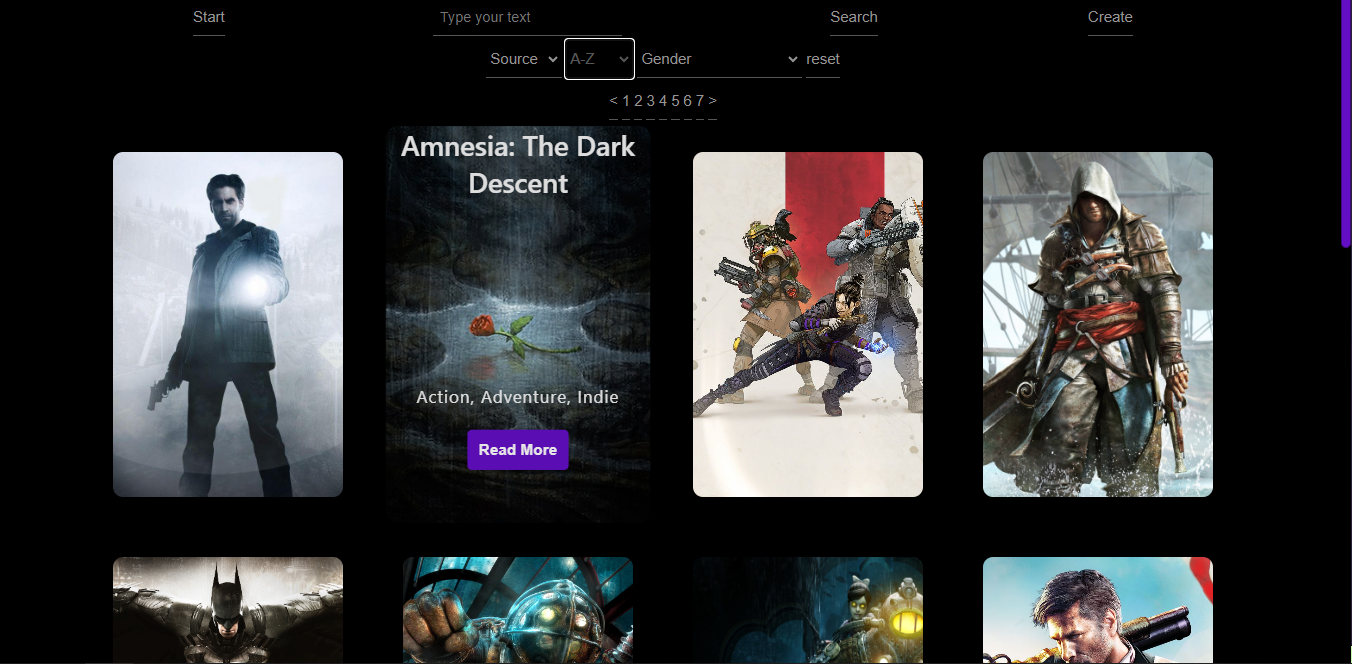 Start Type your text Search Create
Source A-Z Gender reset
< 1 2 3 4 5 6 7 >
Amnesia: The Dark
Descent
Action, Adventure, Indie
Read More